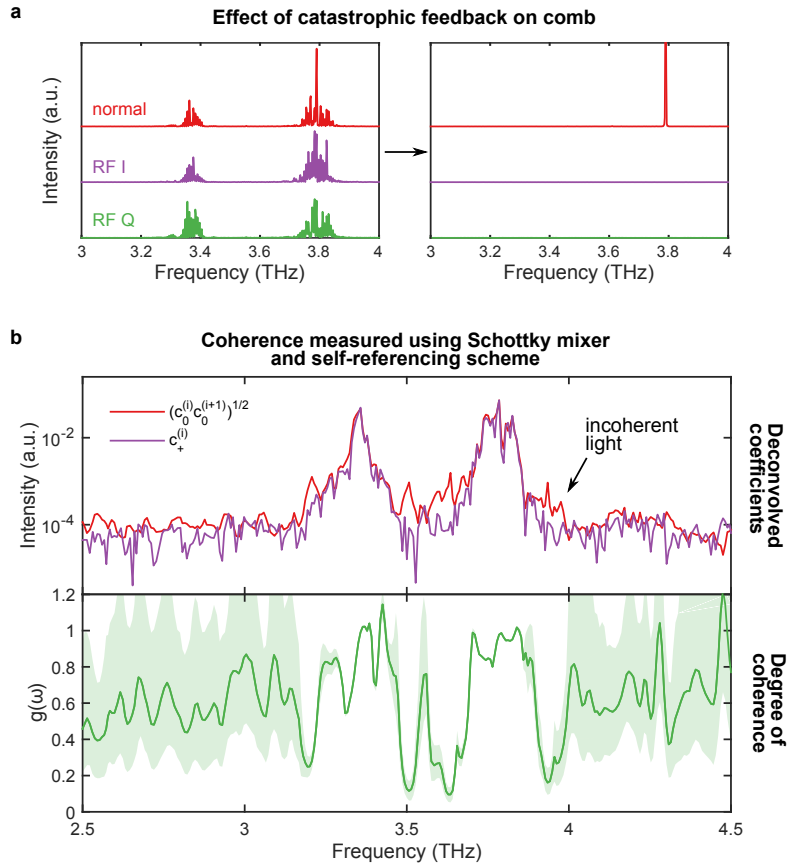 a
Effect of catastrophic feedback on comb
Intensity (a.u.)
normal
RF I
RF Q
3 3.2 3.4 3.6 3.8 4
Frequency (THz)
3 3.2 3.4 3.6 3.8 4
Frequency (THz)
b
Coherence measured using Schottky mixer
and self-referencing scheme
(c₀⁽ⁱ⁾c₀⁽ⁱ⁺¹⁾)¹ᐟ²
c₊⁽ⁱ⁾
incoherent
light
Intensity (a.u.)
10⁻²
10⁻⁴
Deconvolved
coefficients
g(ω)
1.2
1
0.8
0.6
0.4
0.2
0
Degree of
coherence
2.5 3 3.5 4 4.5
Frequency (THz)